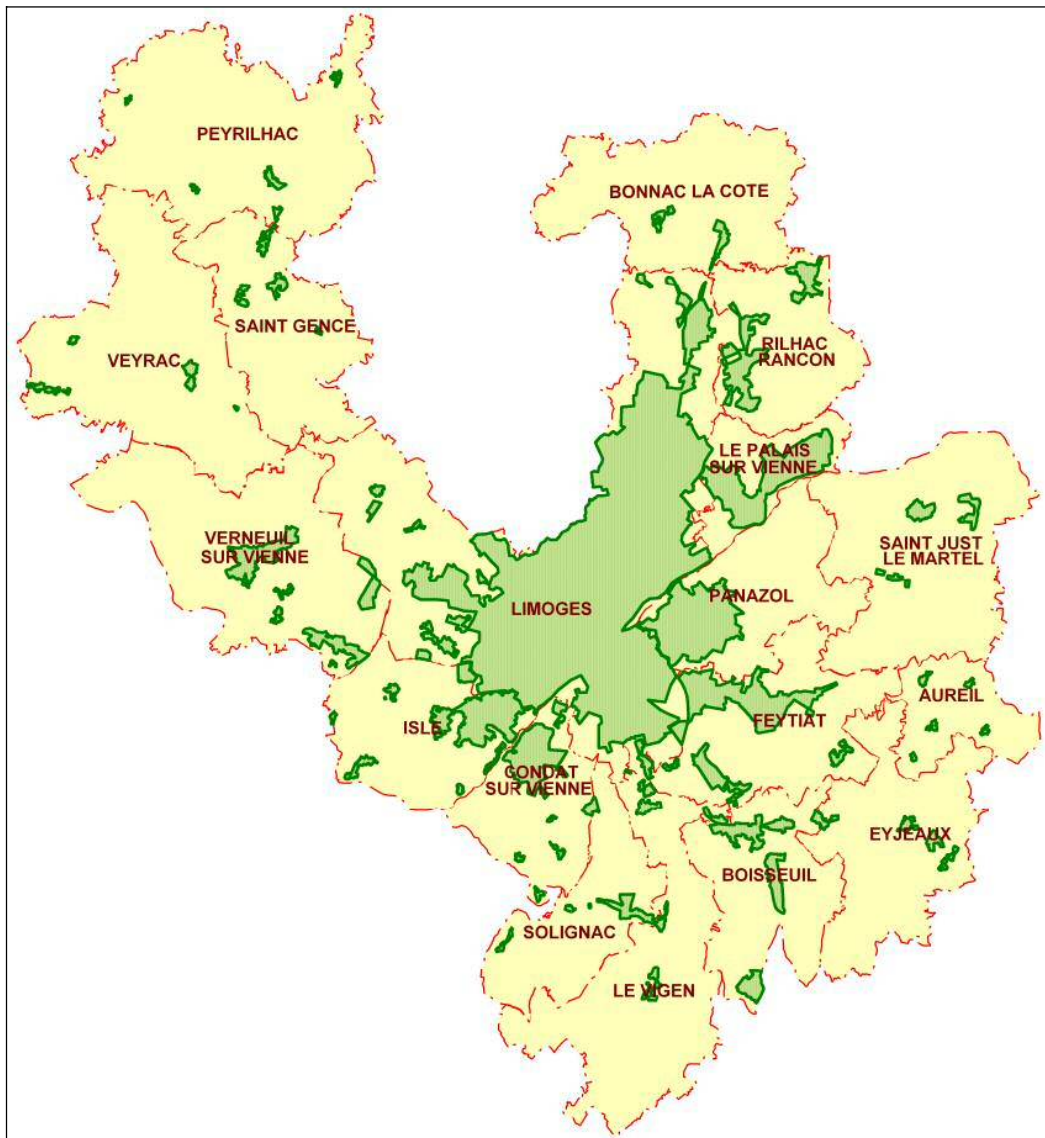 PEYRILHAC
BONNAC LA COTE
SAINT GENCE
VEYRAC
RILHAC
RANCON
LE PALAIS
SUR VIENNE
VERNEUIL
SUR VIENNE
SAINT JUST
LE MARTEL
LIMOGES
PANAZOL
AUREIL
ISLE
FEYTIAT
CONDAT
SUR VIENNE
EYJEAUX
BOISSEUIL
SOLIGNAC
LE VIGEN